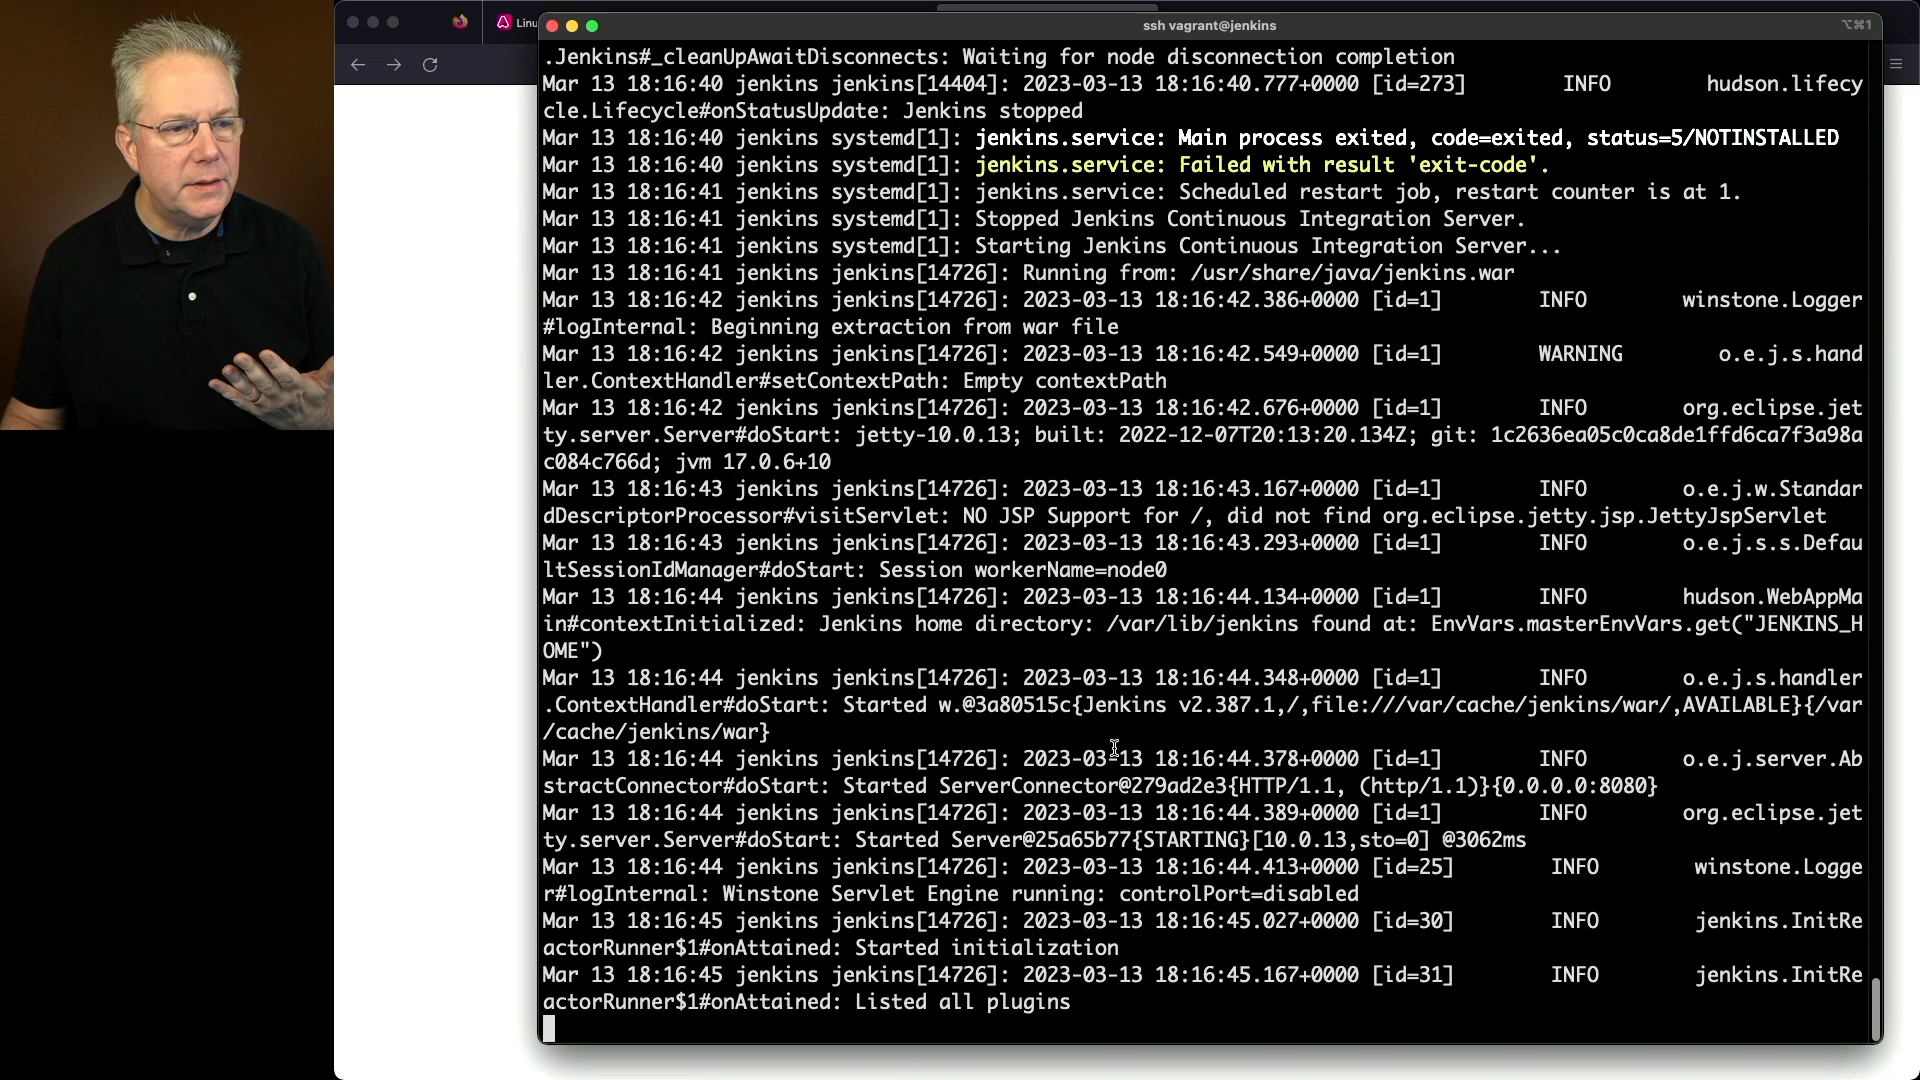 Linu
ssh vagrant@jenkins
⌥⌘1
.Jenkins#_cleanUpAwaitDisconnects: Waiting for node disconnection completion
Mar 13 18:16:40 jenkins jenkins[14404]: 2023-03-13 18:16:40.777+0000 [id=273]        INFO        hudson.lifecy
cle.Lifecycle#onStatusUpdate: Jenkins stopped
Mar 13 18:16:40 jenkins systemd[1]: jenkins.service: Main process exited, code=exited, status=5/NOTINSTALLED
Mar 13 18:16:40 jenkins systemd[1]: jenkins.service: Failed with result 'exit-code'.
Mar 13 18:16:41 jenkins systemd[1]: jenkins.service: Scheduled restart job, restart counter is at 1.
Mar 13 18:16:41 jenkins systemd[1]: Stopped Jenkins Continuous Integration Server.
Mar 13 18:16:41 jenkins systemd[1]: Starting Jenkins Continuous Integration Server...
Mar 13 18:16:41 jenkins jenkins[14726]: Running from: /usr/share/java/jenkins.war
Mar 13 18:16:42 jenkins jenkins[14726]: 2023-03-13 18:16:42.386+0000 [id=1]        INFO        winstone.Logger
#logInternal: Beginning extraction from war file
Mar 13 18:16:42 jenkins jenkins[14726]: 2023-03-13 18:16:42.549+0000 [id=1]        WARNING        o.e.j.s.hand
ler.ContextHandler#setContextPath: Empty contextPath
Mar 13 18:16:42 jenkins jenkins[14726]: 2023-03-13 18:16:42.676+0000 [id=1]        INFO        org.eclipse.jet
ty.server.Server#doStart: jetty-10.0.13; built: 2022-12-07T20:13:20.134Z; git: 1c2636ea05c0ca8de1ffd6ca7f3a98a
c084c766d; jvm 17.0.6+10
Mar 13 18:16:43 jenkins jenkins[14726]: 2023-03-13 18:16:43.167+0000 [id=1]        INFO        o.e.j.w.Standar
dDescriptorProcessor#visitServlet: NO JSP Support for /, did not find org.eclipse.jetty.jsp.JettyJspServlet
Mar 13 18:16:43 jenkins jenkins[14726]: 2023-03-13 18:16:43.293+0000 [id=1]        INFO        o.e.j.s.s.Defau
ltSessionIdManager#doStart: Session workerName=node0
Mar 13 18:16:44 jenkins jenkins[14726]: 2023-03-13 18:16:44.134+0000 [id=1]        INFO        hudson.WebAppMa
in#contextInitialized: Jenkins home directory: /var/lib/jenkins found at: EnvVars.masterEnvVars.get("JENKINS_H
OME")
Mar 13 18:16:44 jenkins jenkins[14726]: 2023-03-13 18:16:44.348+0000 [id=1]        INFO        o.e.j.s.handler
.ContextHandler#doStart: Started w.@3a80515c{Jenkins v2.387.1,/,file:///var/cache/jenkins/war/,AVAILABLE}{/var
/cache/jenkins/war}
Mar 13 18:16:44 jenkins jenkins[14726]: 2023-03-13 18:16:44.378+0000 [id=1]        INFO        o.e.j.server.Ab
stractConnector#doStart: Started ServerConnector@279ad2e3{HTTP/1.1, (http/1.1)}{0.0.0.0:8080}
Mar 13 18:16:44 jenkins jenkins[14726]: 2023-03-13 18:16:44.389+0000 [id=1]        INFO        org.eclipse.jet
ty.server.Server#doStart: Started Server@25a65b77{STARTING}[10.0.13,sto=0] @3062ms
Mar 13 18:16:44 jenkins jenkins[14726]: 2023-03-13 18:16:44.413+0000 [id=25]        INFO        winstone.Logge
r#logInternal: Winstone Servlet Engine running: controlPort=disabled
Mar 13 18:16:45 jenkins jenkins[14726]: 2023-03-13 18:16:45.027+0000 [id=30]        INFO        jenkins.InitRe
actorRunner$1#onAttained: Started initialization
Mar 13 18:16:45 jenkins jenkins[14726]: 2023-03-13 18:16:45.167+0000 [id=31]        INFO        jenkins.InitRe
actorRunner$1#onAttained: Listed all plugins